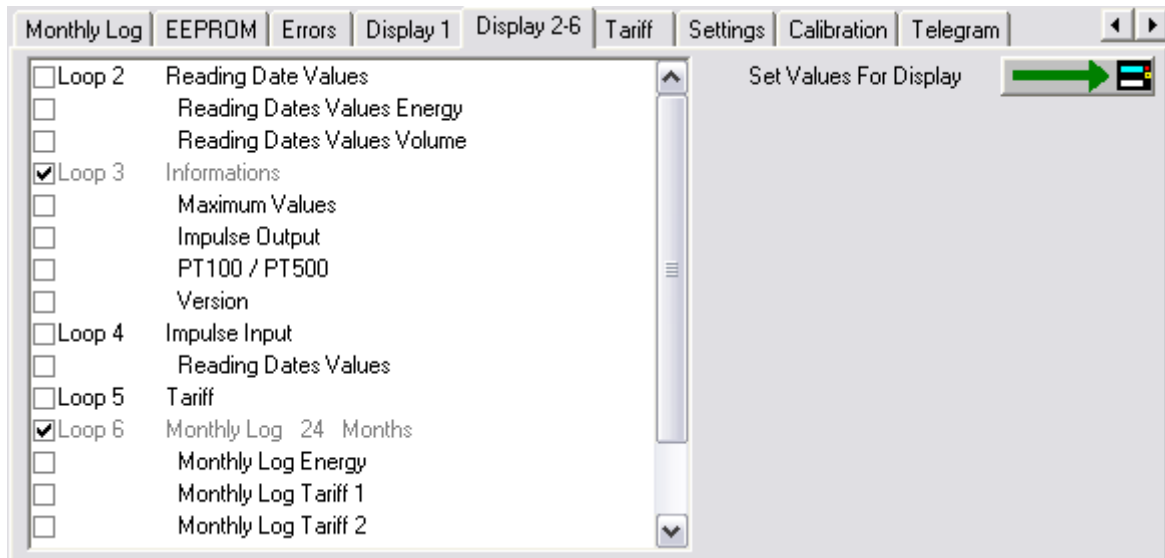 Monthly Log EEPROM Errors Display 1 Display 2-6 Tariff Settings Calibration Telegram
Set Values For Display
Loop 2 Reading Date Values
Reading Dates Values Energy
Reading Dates Values Volume
Loop 3 Informations
Maximum Values
Impulse Output
PT100 / PT500
Version
Loop 4 Impulse Input
Reading Dates Values
Loop 5 Tariff
Loop 6 Monthly Log 24 Months
Monthly Log Energy
Monthly Log Tariff 1
Monthly Log Tariff 2